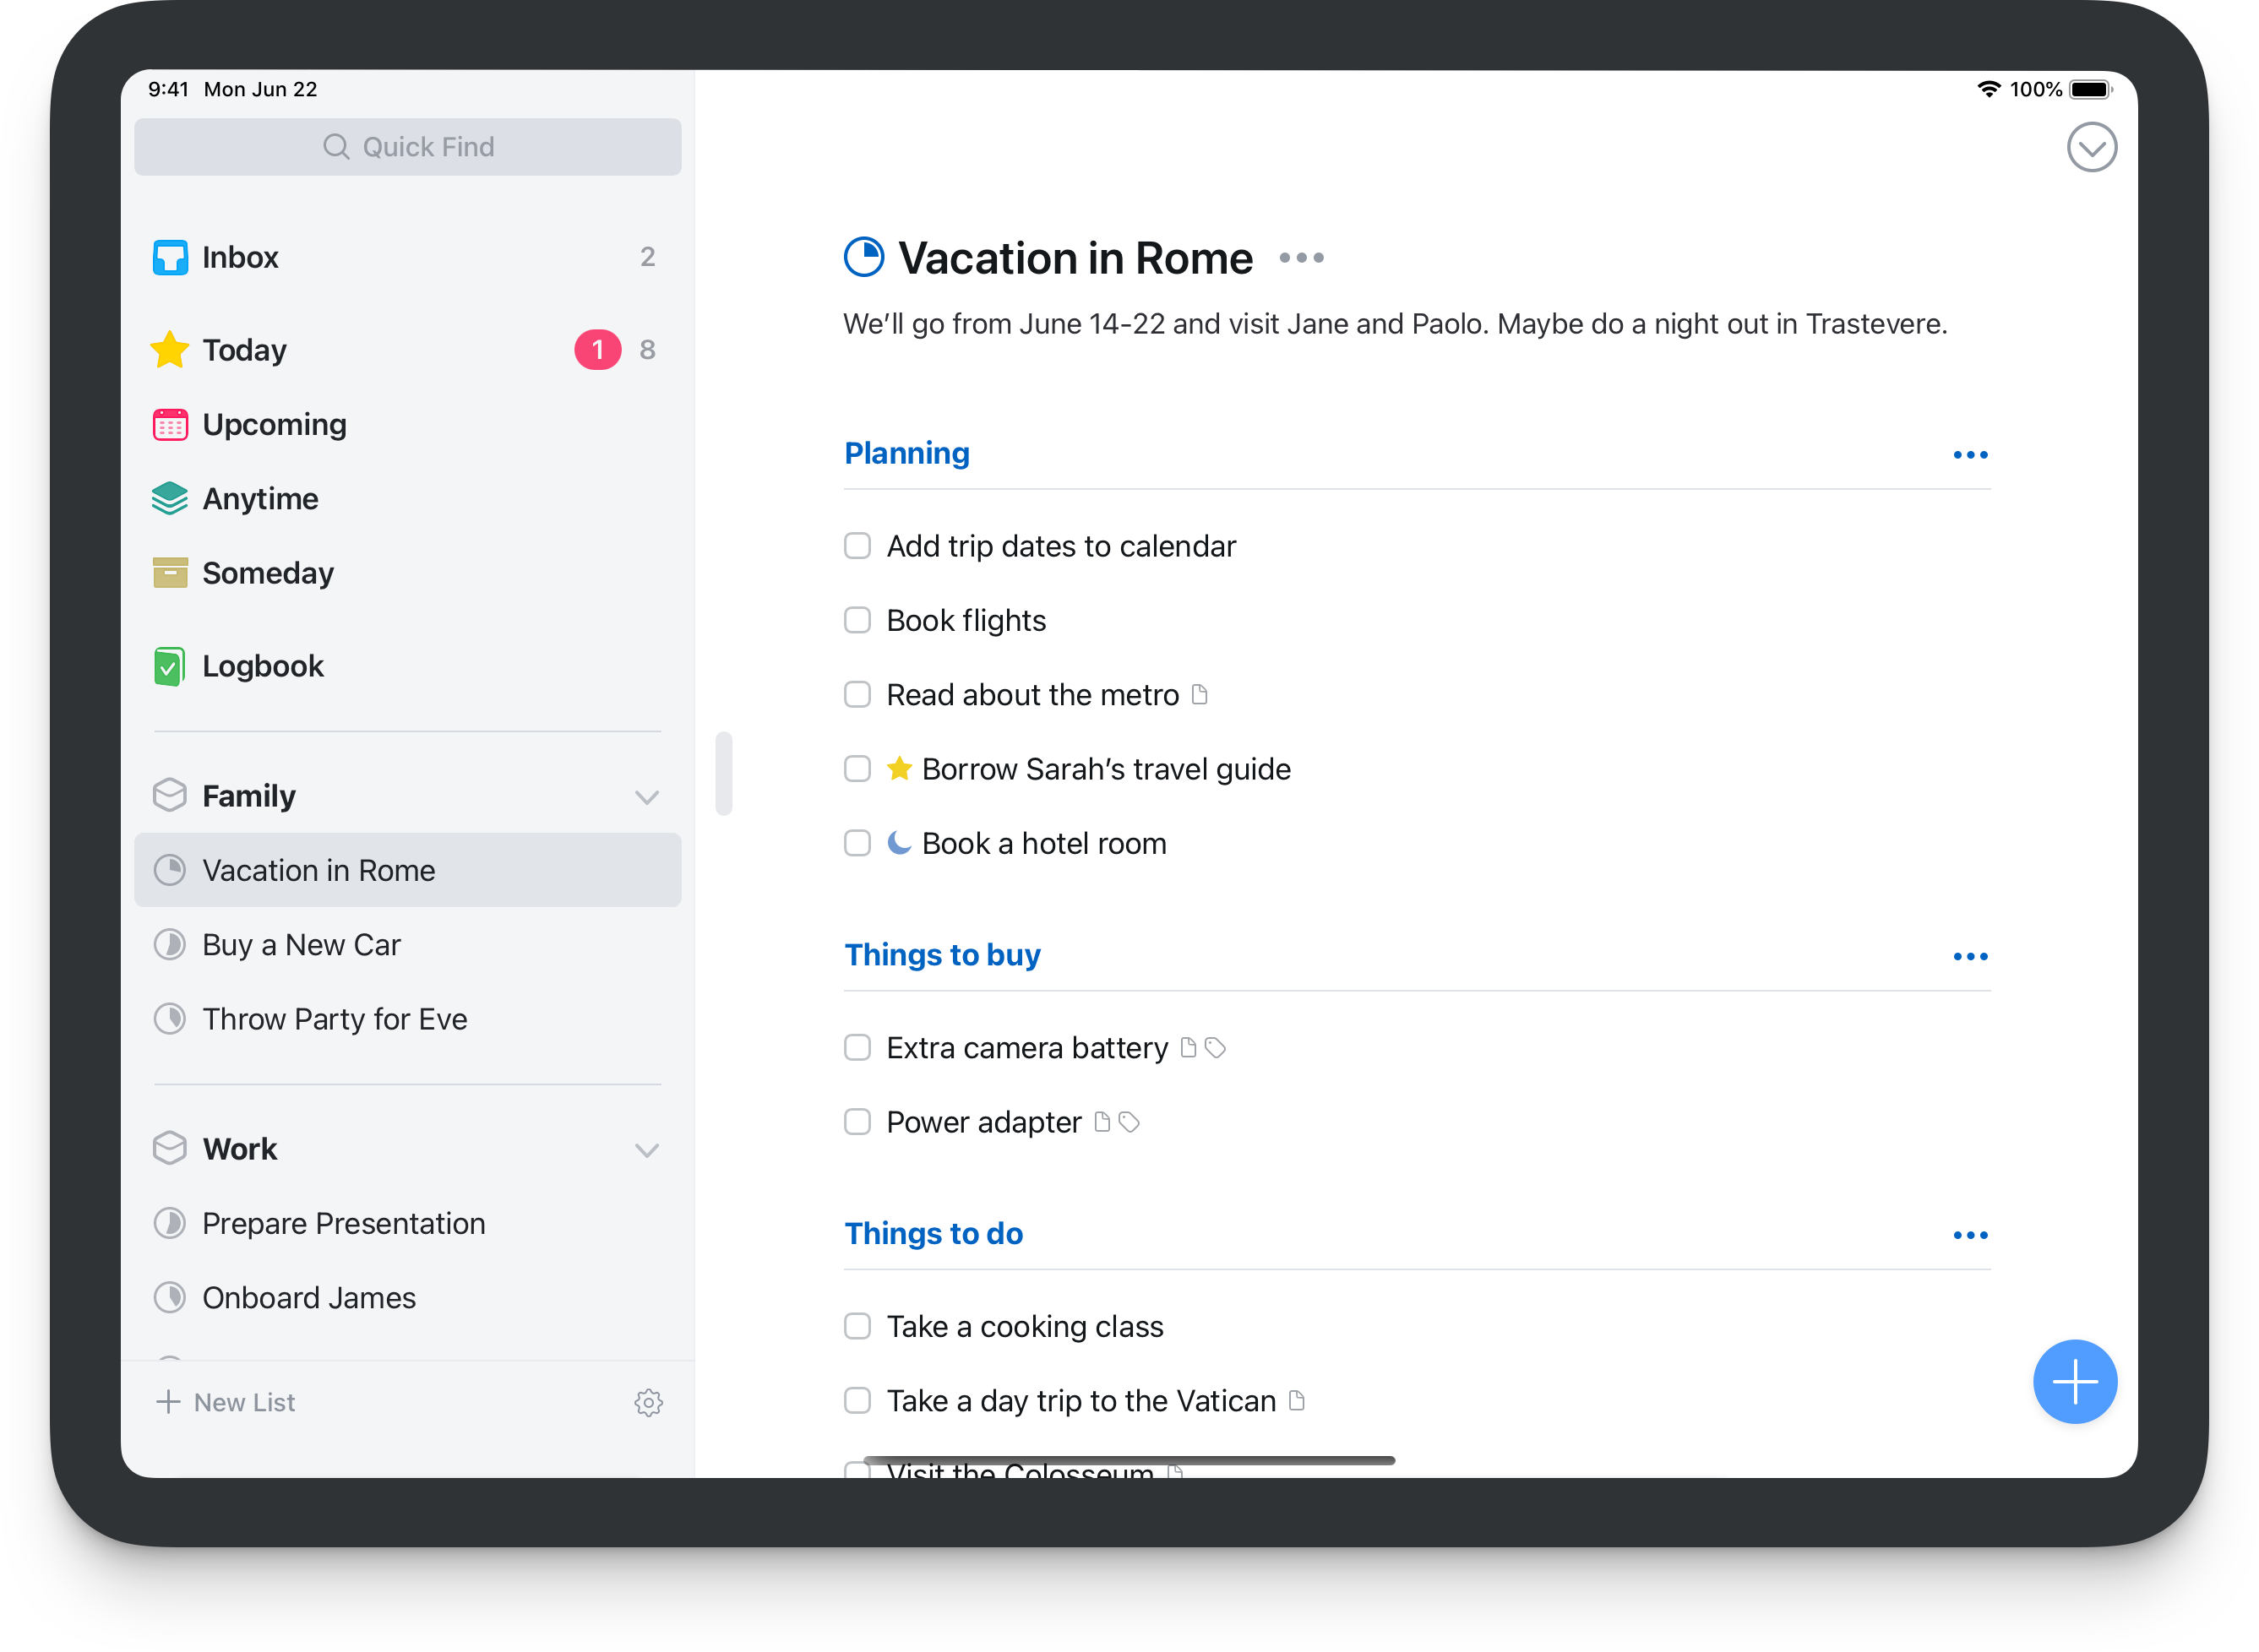 9:41 Mon Jun 22
100%
Quick Find
Inbox 2
Today 1 8
Upcoming
Anytime
Someday
Logbook
Family
Vacation in Rome
Buy a New Car
Throw Party for Eve
Work
Prepare Presentation
Onboard James
New List
Vacation in Rome
We’ll go from June 14-22 and visit Jane and Paolo. Maybe do a night out in Trastevere.
Planning
Add trip dates to calendar
Book flights
Read about the metro
Borrow Sarah’s travel guide
Book a hotel room
Things to buy
Extra camera battery
Power adapter
Things to do
Take a cooking class
Take a day trip to the Vatican
Visit the Colosseum